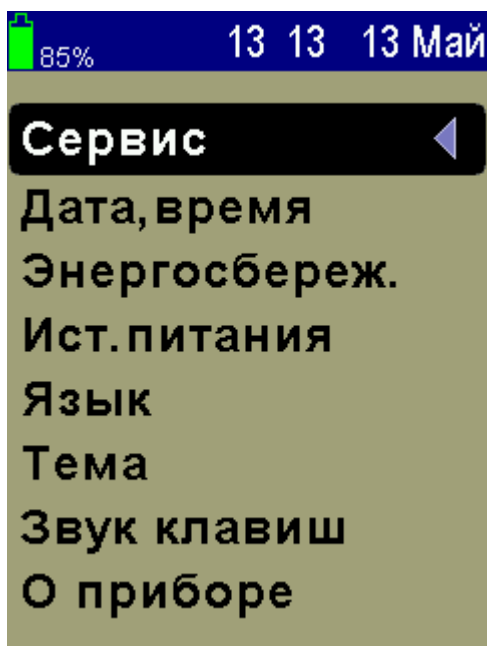 85% 13 13 13 Май
Сервис
Дата,время
Энергосбереж.
Ист.питания
Язык
Тема
Звук клавиш
О приборе